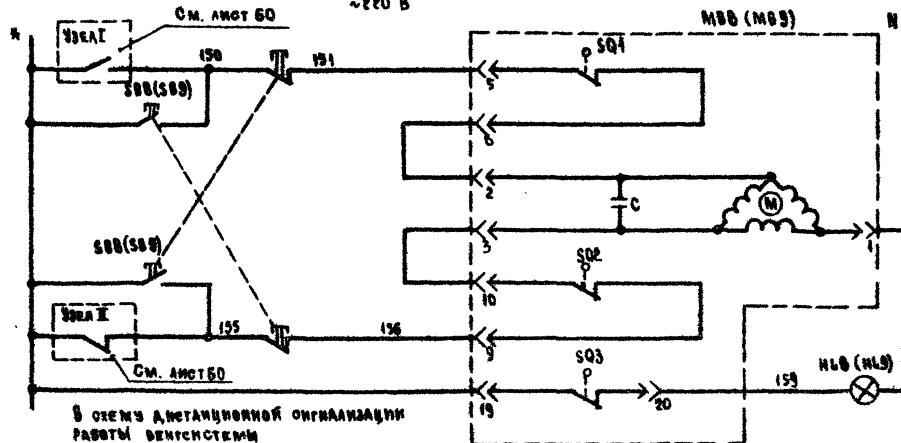 ~220 В
См. лист 60
МВ8 (МВ9)
N
*
Узел I
150
151
SQ1
5
SB8(SB9)
6
2
C
М
3
1
SB8(SB9)
SQ2
10
Узел II
155
156
9
См. лист 60
SQ3
19
20
159
HL8 (HL9)
В схему дистанционной сигнализации
работы вентсистемы